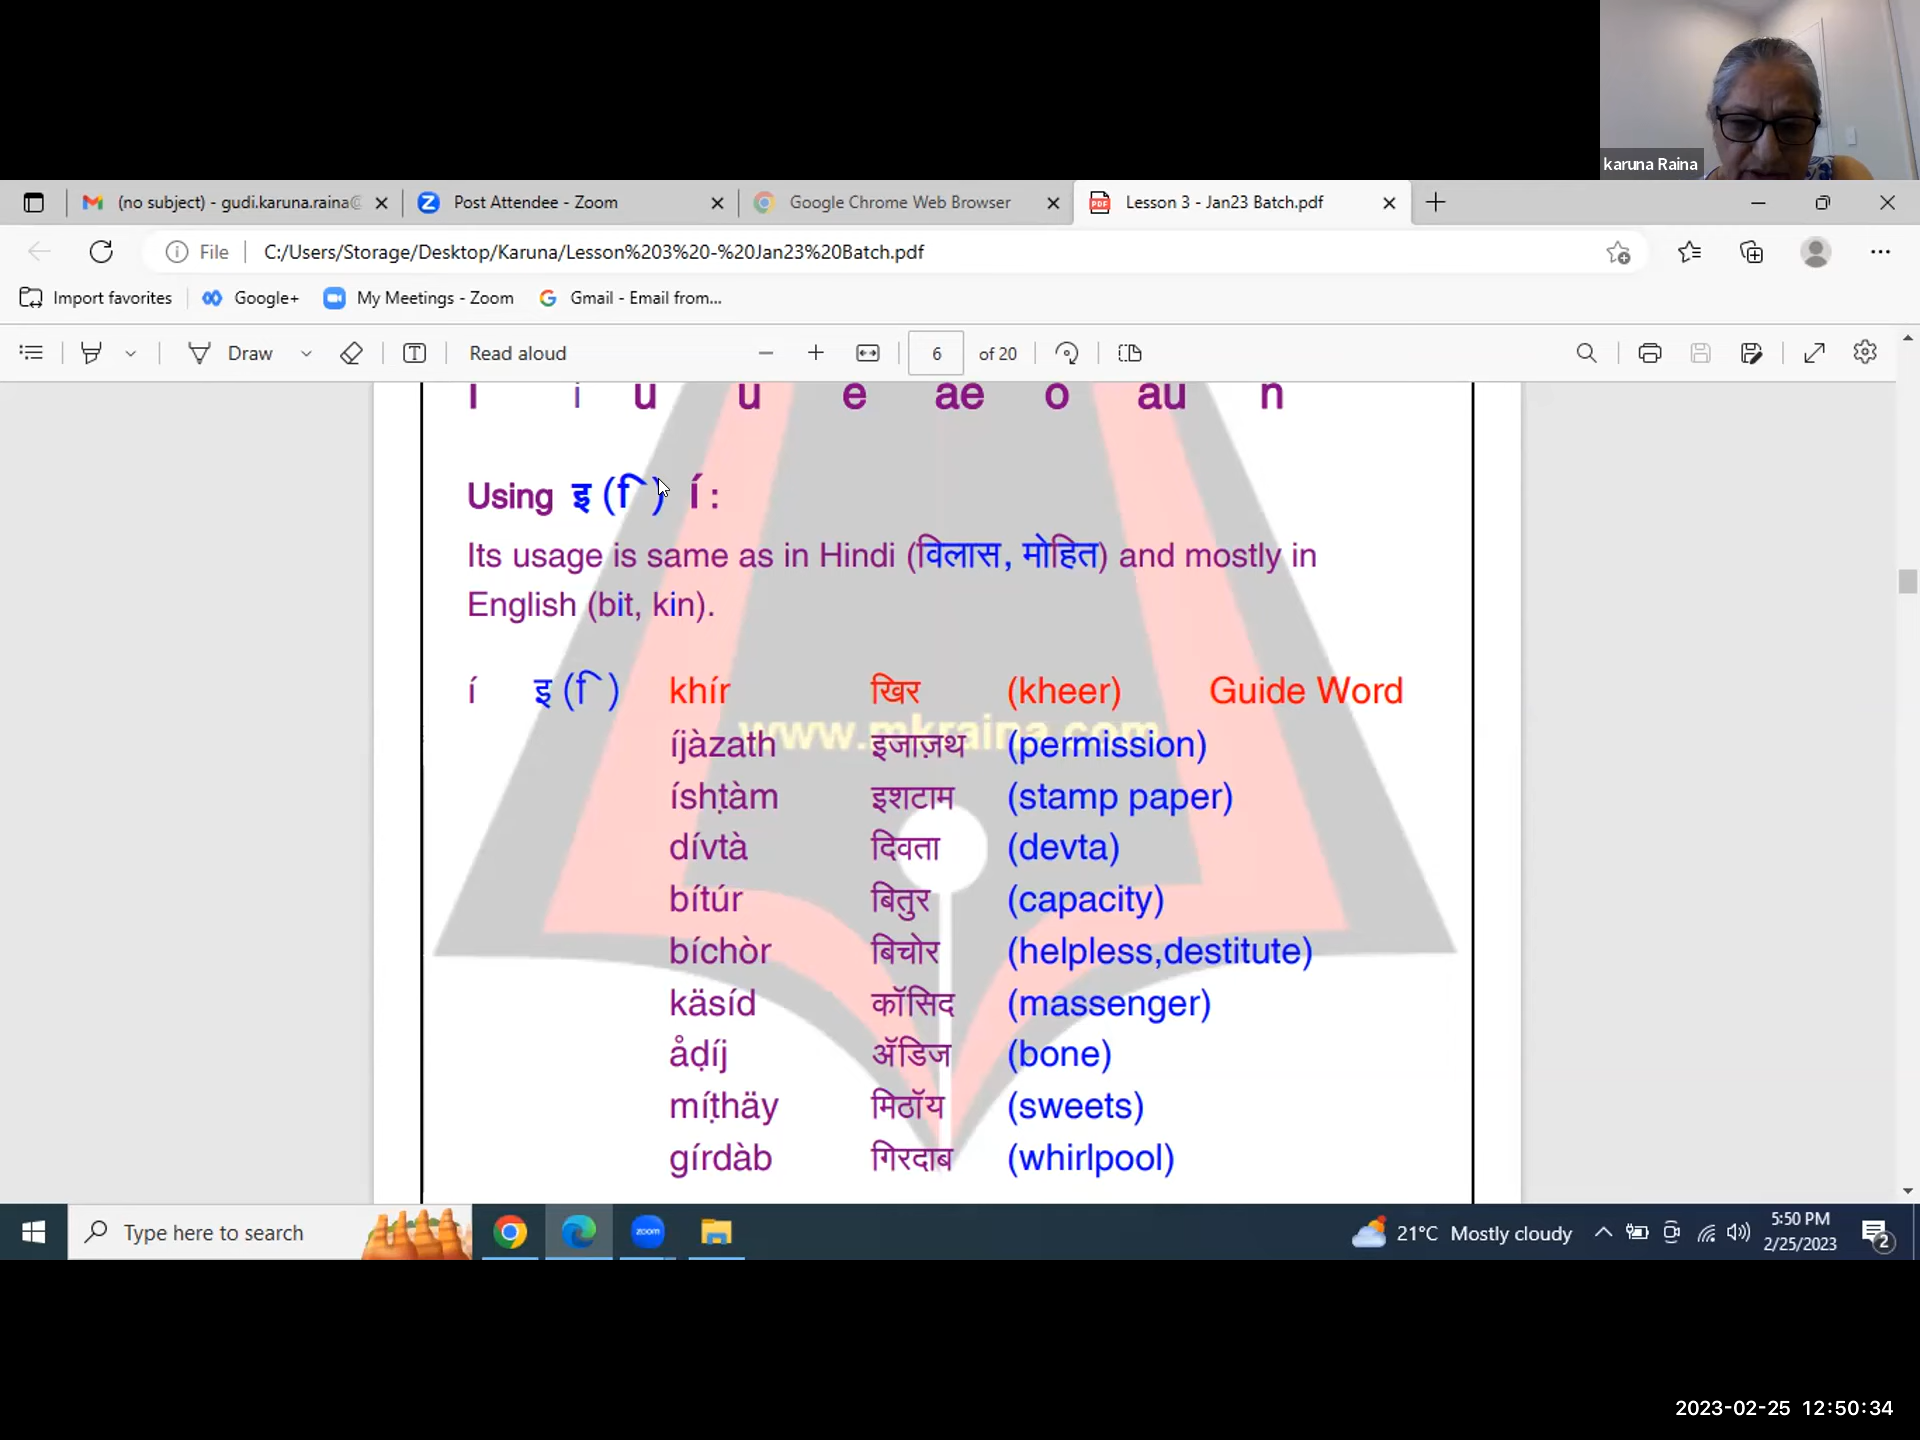 karuna Raina
(no subject) - gudi.karuna.raina@
Post Attendee - Zoom
Google Chrome Web Browser
Lesson 3 - Jan23 Batch.pdf
File
C:/Users/Storage/Desktop/Karuna/Lesson%203%20-%20Jan23%20Batch.pdf
Import favorites
Google+
My Meetings - Zoom
Gmail - Email from...
Draw
Read aloud
6 of 20
i i u u e ae o au n
Using इ (ि) í :
Its usage is same as in Hindi (विलास, मोहित) and mostly in
English (bit, kin).
í इ (ि) khír खिर (kheer) Guide Word
www.mkraina.com
íjàzath इजाज़थ (permission)
íshṭàm इशटाम (stamp paper)
dívtà दिवता (devta)
bítúr बितुर (capacity)
bíchòr बिचोर (helpless,destitute)
käsíd कॉसिद (massenger)
åḍíj अ‍ॅडिज (bone)
míṭhäy मिठॉय (sweets)
gírdàb गिरदाब (whirlpool)
Type here to search
zoom
21°C Mostly cloudy
5:50 PM
2/25/2023
2
2023-02-25 12:50:34